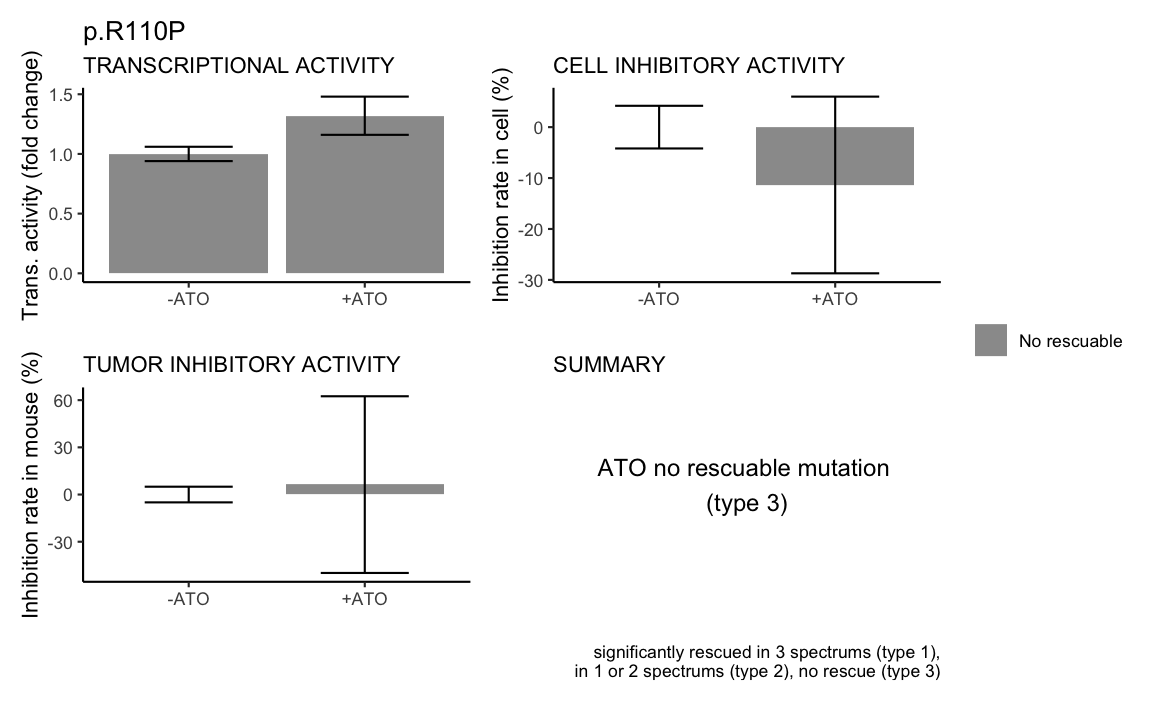 p.R110P
TRANSCRIPTIONAL ACTIVITY
Trans. activity (fold change)
1.5
1.0
0.5
0.0
-ATO +ATO
CELL INHIBITORY ACTIVITY
Inhibition rate in cell (%)
0
-10
-20
-30
-ATO +ATO
No rescuable
TUMOR INHIBITORY ACTIVITY
Inhibition rate in mouse (%)
60
30
0
-30
-ATO +ATO
SUMMARY
ATO no rescuable mutation
(type 3)
significantly rescued in 3 spectrums (type 1),
in 1 or 2 spectrums (type 2), no rescue (type 3)